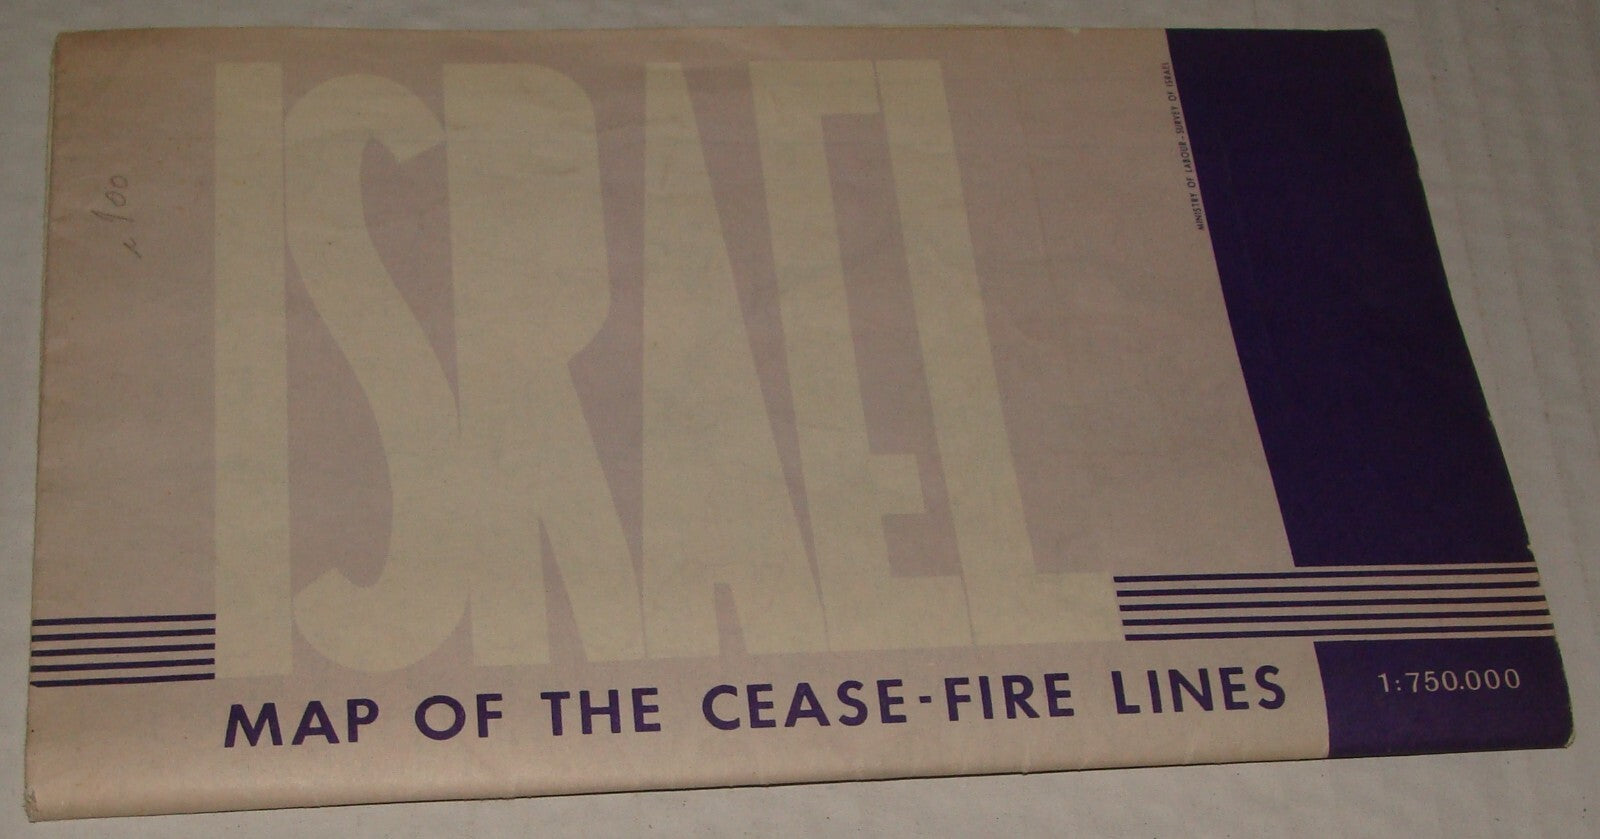 ISRAEL
MINISTRY OF LABOUR-SURVEY OF ISRAEL
MAP OF THE CEASE-FIRE LINES
1:750.000